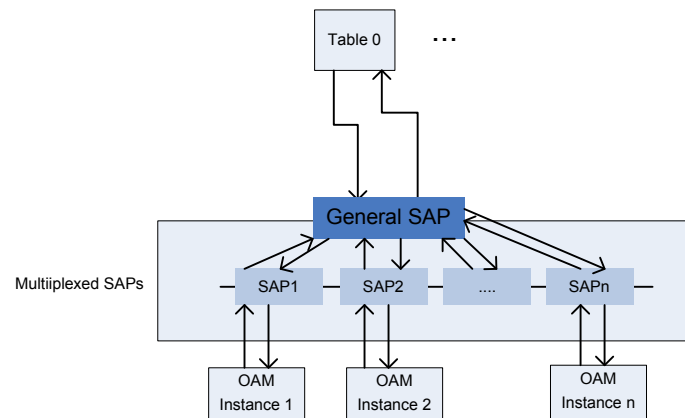 Table 0
...
General SAP
Multiiplexed SAPs
SAP1
SAP2
....
SAPn
OAM
Instance 1
OAM
Instance 2
OAM
Instance n